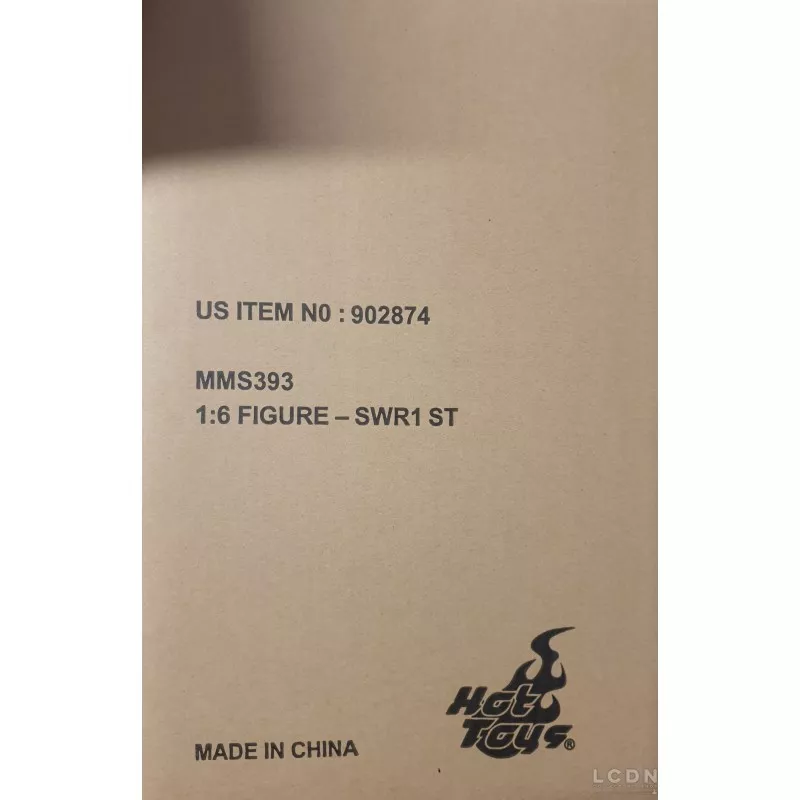 US ITEM N0 : 902874
MMS393
1:6 FIGURE – SWR1 ST
Hot
Toys®
MADE IN CHINA
LCDN